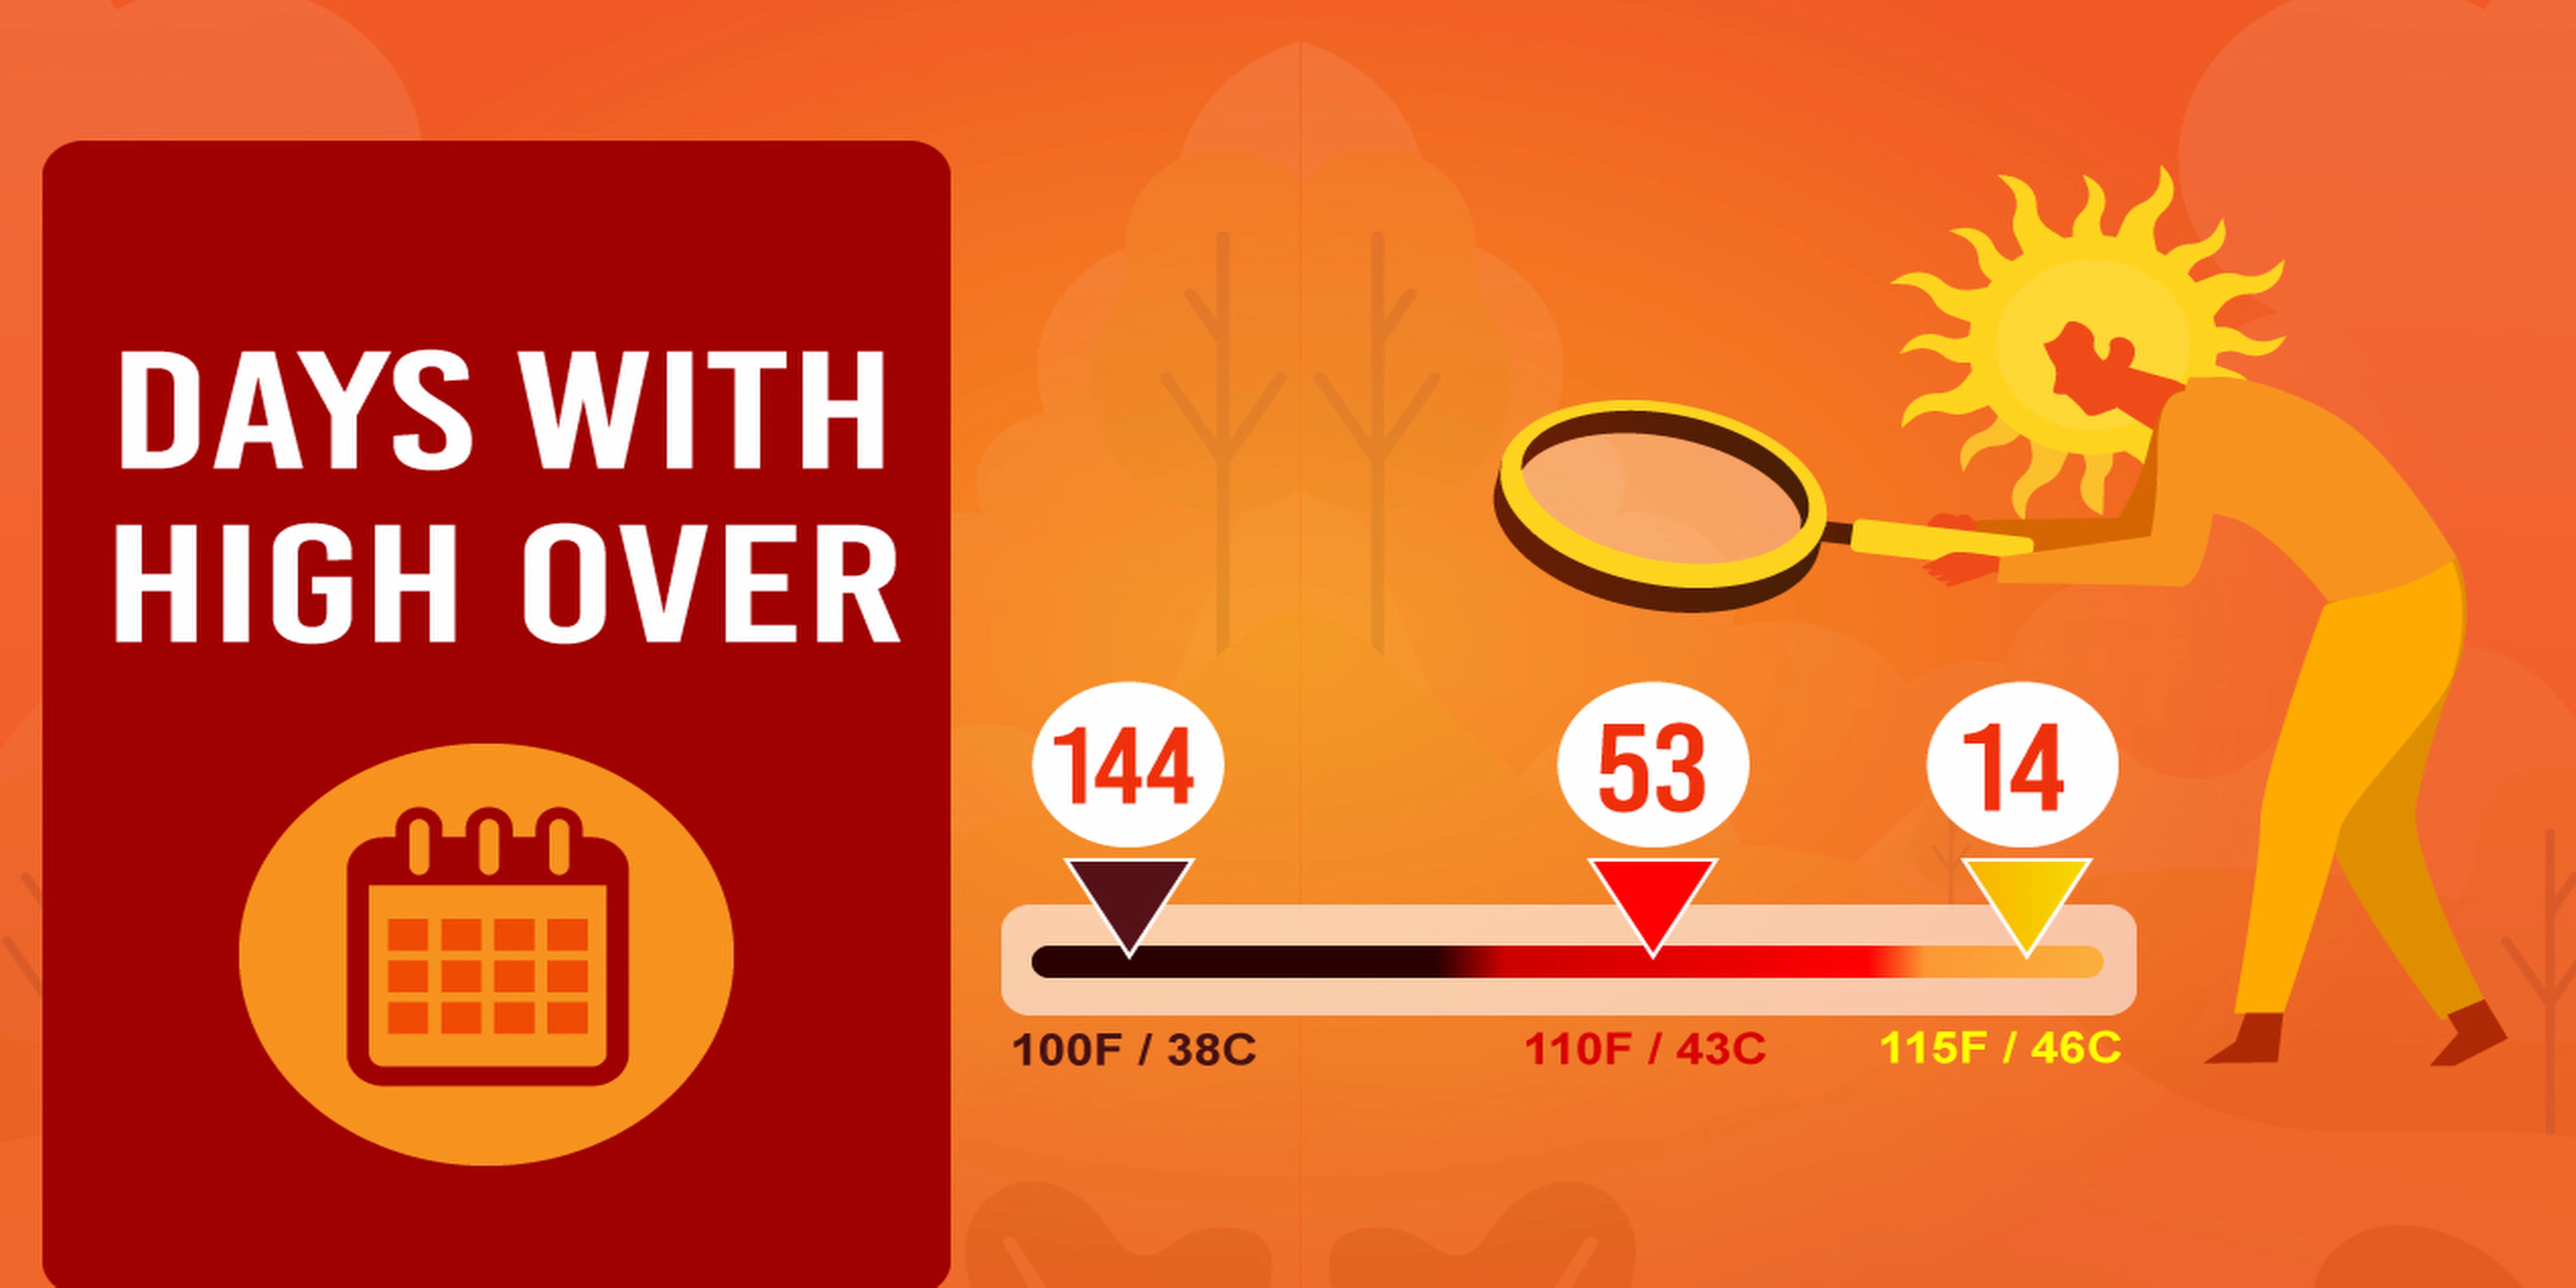 DAYS WITH
HIGH OVER
144
53
14
100F / 38C
110F / 43C
115F / 46C